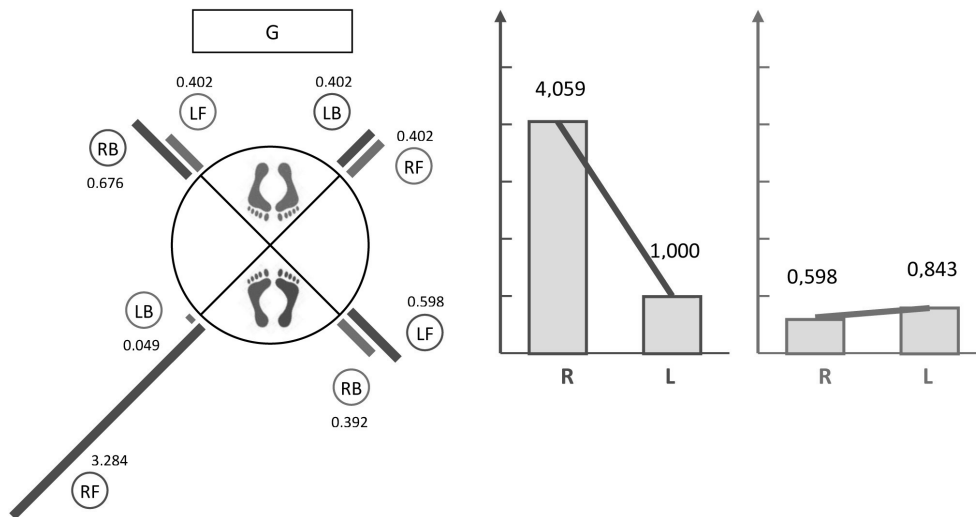 G
0.402
LF
0.402
LB
RB
0.676
0.402
RF
LB
0.049
0.598
LF
RB
0.392
3.284
RF
4,059
1,000
R
L
0,598
0,843
R
L